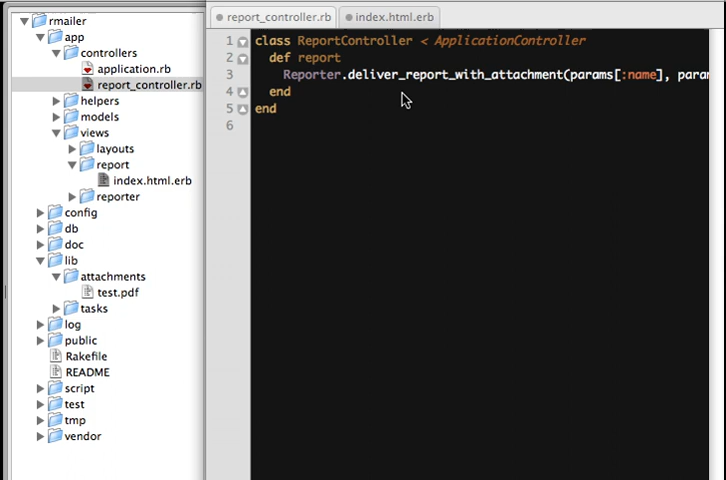 rmailer
app
controllers
application.rb
report_controller.rb
helpers
models
views
layouts
report
index.html.erb
reporter
config
db
doc
lib
attachments
test.pdf
tasks
log
public
Rakefile
README
script
test
tmp
vendor
report_controller.rb index.html.erb
1 class ReportController < ApplicationController
2 def report
3 Reporter.deliver_report_with_attachment(params[:name], param
4 end
5 end
6